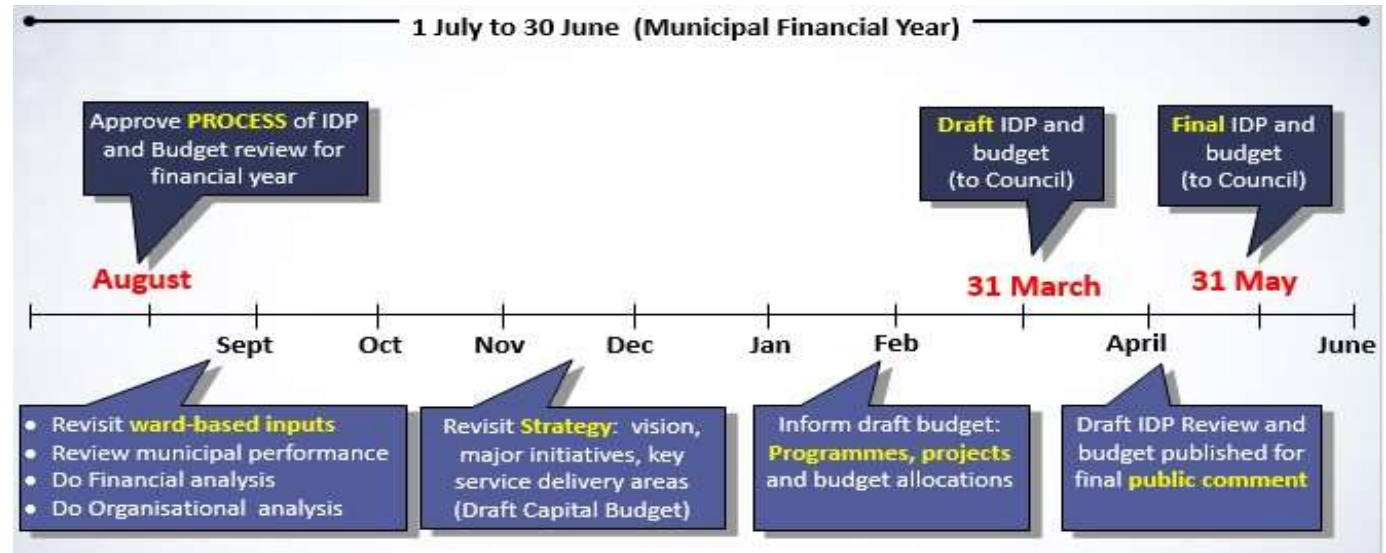 1 July to 30 June (Municipal Financial Year)
Approve PROCESS of IDP
and Budget review for
financial year
Draft IDP and
budget
(to Council)
Final IDP and
budget
(to Council)
August
31 March
31 May
Sept
Oct
Nov
Dec
Jan
Feb
April
June
• Revisit ward-based inputs
• Review municipal performance
• Do Financial analysis
• Do Organisational analysis
Revisit Strategy: vision,
major initiatives, key
service delivery areas
(Draft Capital Budget)
Inform draft budget:
Programmes, projects
and budget allocations
Draft IDP Review and
budget published for
final public comment